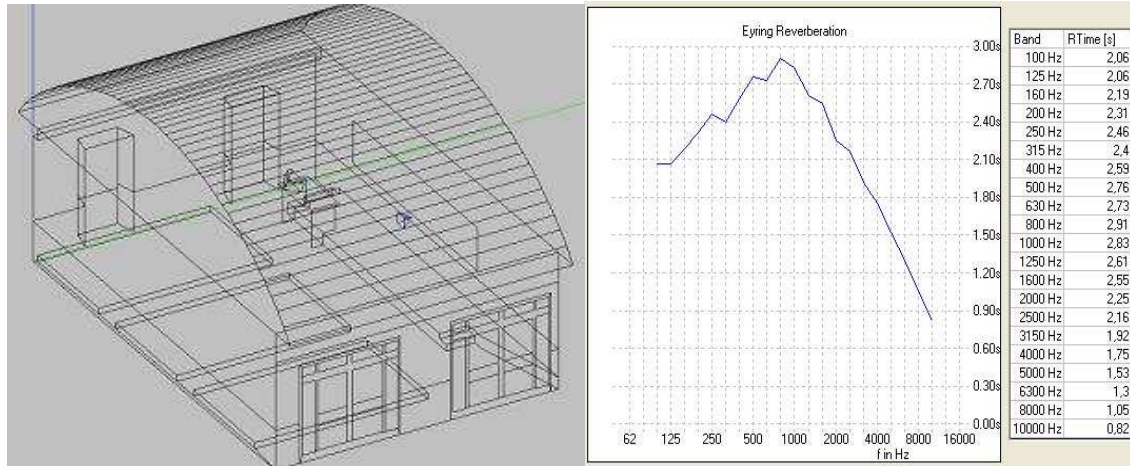 Eyring Reverberation
3.00s
2.70s
2.40s
2.10s
1.80s
1.50s
1.20s
0.90s
0.60s
0.30s
0.00s
62 125 250 500 1000 2000 4000 8000 16000
f in Hz
Band RTime [s]
100 Hz 2,06
125 Hz 2,06
160 Hz 2,19
200 Hz 2,31
250 Hz 2,46
315 Hz 2,4
400 Hz 2,59
500 Hz 2,76
630 Hz 2,73
800 Hz 2,91
1000 Hz 2,83
1250 Hz 2,61
1600 Hz 2,55
2000 Hz 2,25
2500 Hz 2,16
3150 Hz 1,92
4000 Hz 1,75
5000 Hz 1,53
6300 Hz 1,3
8000 Hz 1,05
10000 Hz 0,82